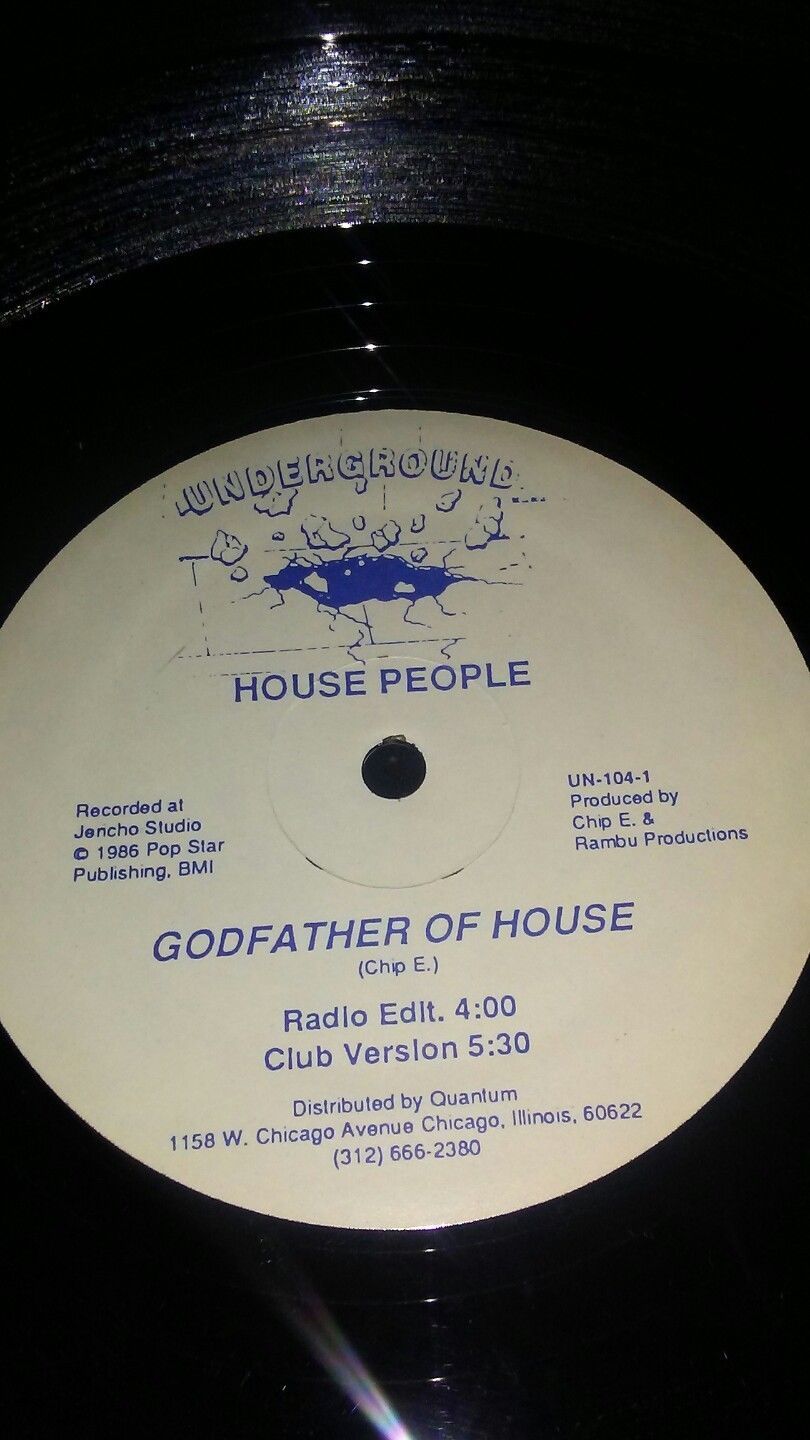 UNDERGROUND
HOUSE PEOPLE
Recorded at
Jericho Studio
© 1986 Pop Star
Publishing, BMI
UN-104-1
Produced by
Chip E. &
Rambu Productions
GODFATHER OF HOUSE
(Chip E.)
Radio Edit. 4:00
Club Version 5:30
Distributed by Quantum
1158 W. Chicago Avenue Chicago, Illinois, 60622
(312) 666-2380